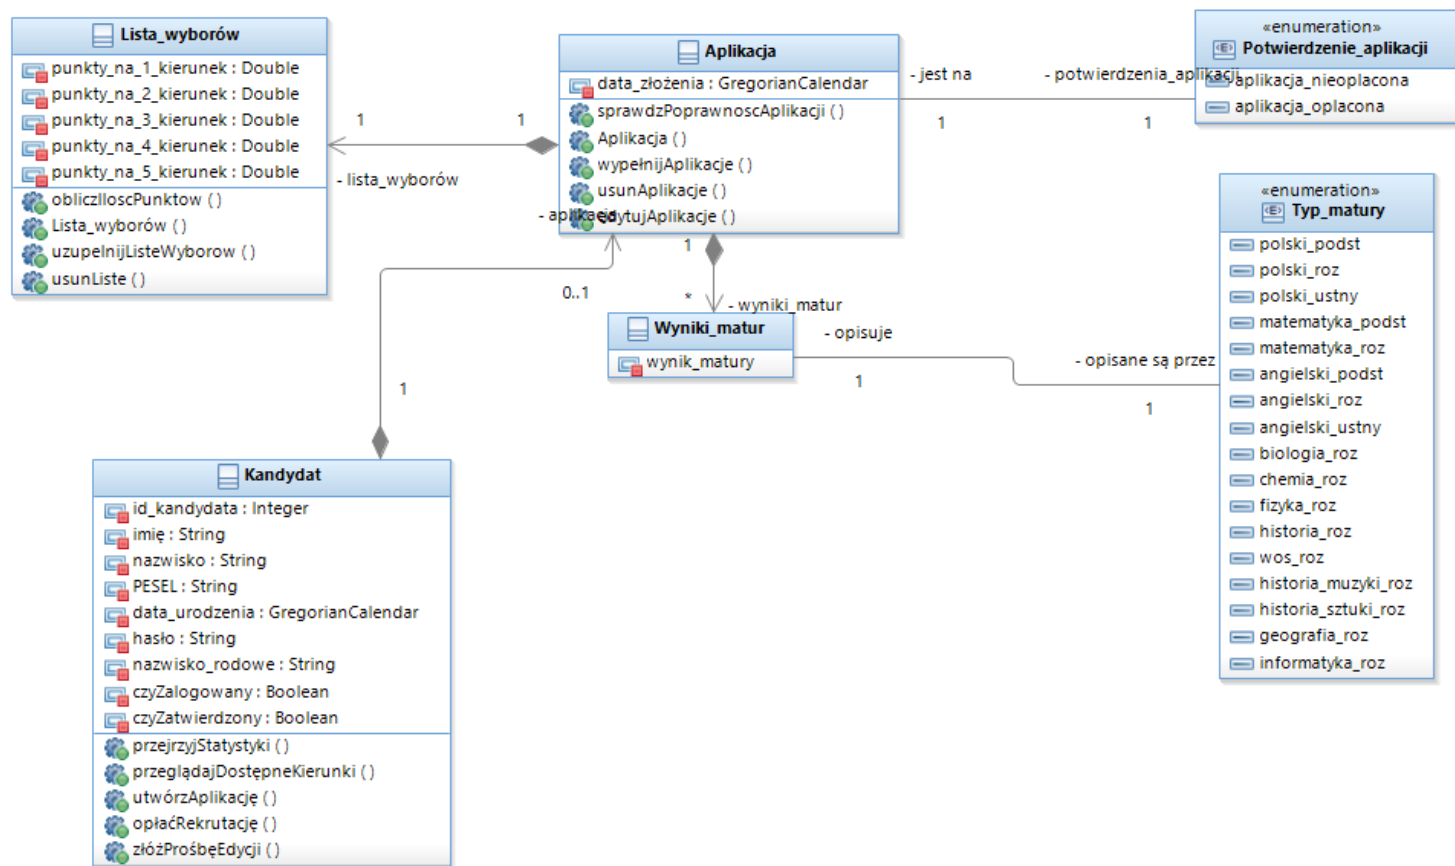 Lista_wyborów
punkty_na_1_kierunek : Double
punkty_na_2_kierunek : Double
punkty_na_3_kierunek : Double
punkty_na_4_kierunek : Double
punkty_na_5_kierunek : Double
obliczIloscPunktow ( )
Lista_wyborów ( )
uzupelnijListeWyborow ( )
usunListe ( )
1
1
- lista_wyborów
Aplikacja
data_złożenia : GregorianCalendar
sprawdzPoprawnoscAplikacji ( )
Aplikacja ( )
wypełnijAplikacje ( )
usunAplikacje ( )
edytujAplikacje ( )
- aplikacja
- jest na
- potwierdzenia_aplikacji
1
1
«enumeration»
Potwierdzenie_aplikacji
aplikacja_nieoplacona
aplikacja_oplacona
1
0..1
*
- wyniki_matur
Wyniki_matur
wynik_matury
- opisuje
- opisane są przez
1
1
1
«enumeration»
Typ_matury
polski_podst
polski_roz
polski_ustny
matematyka_podst
matematyka_roz
angielski_podst
angielski_roz
angielski_ustny
biologia_roz
chemia_roz
fizyka_roz
historia_roz
wos_roz
historia_muzyki_roz
historia_sztuki_roz
geografia_roz
informatyka_roz
Kandydat
id_kandydata : Integer
imię : String
nazwisko : String
PESEL : String
data_urodzenia : GregorianCalendar
hasło : String
nazwisko_rodowe : String
czyZalogowany : Boolean
czyZatwierdzony : Boolean
przejrzyjStatystyki ( )
przeglądajDostępneKierunki ( )
utwórzAplikację ( )
opłaćRekrutację ( )
złóżProśbęEdycji ( )